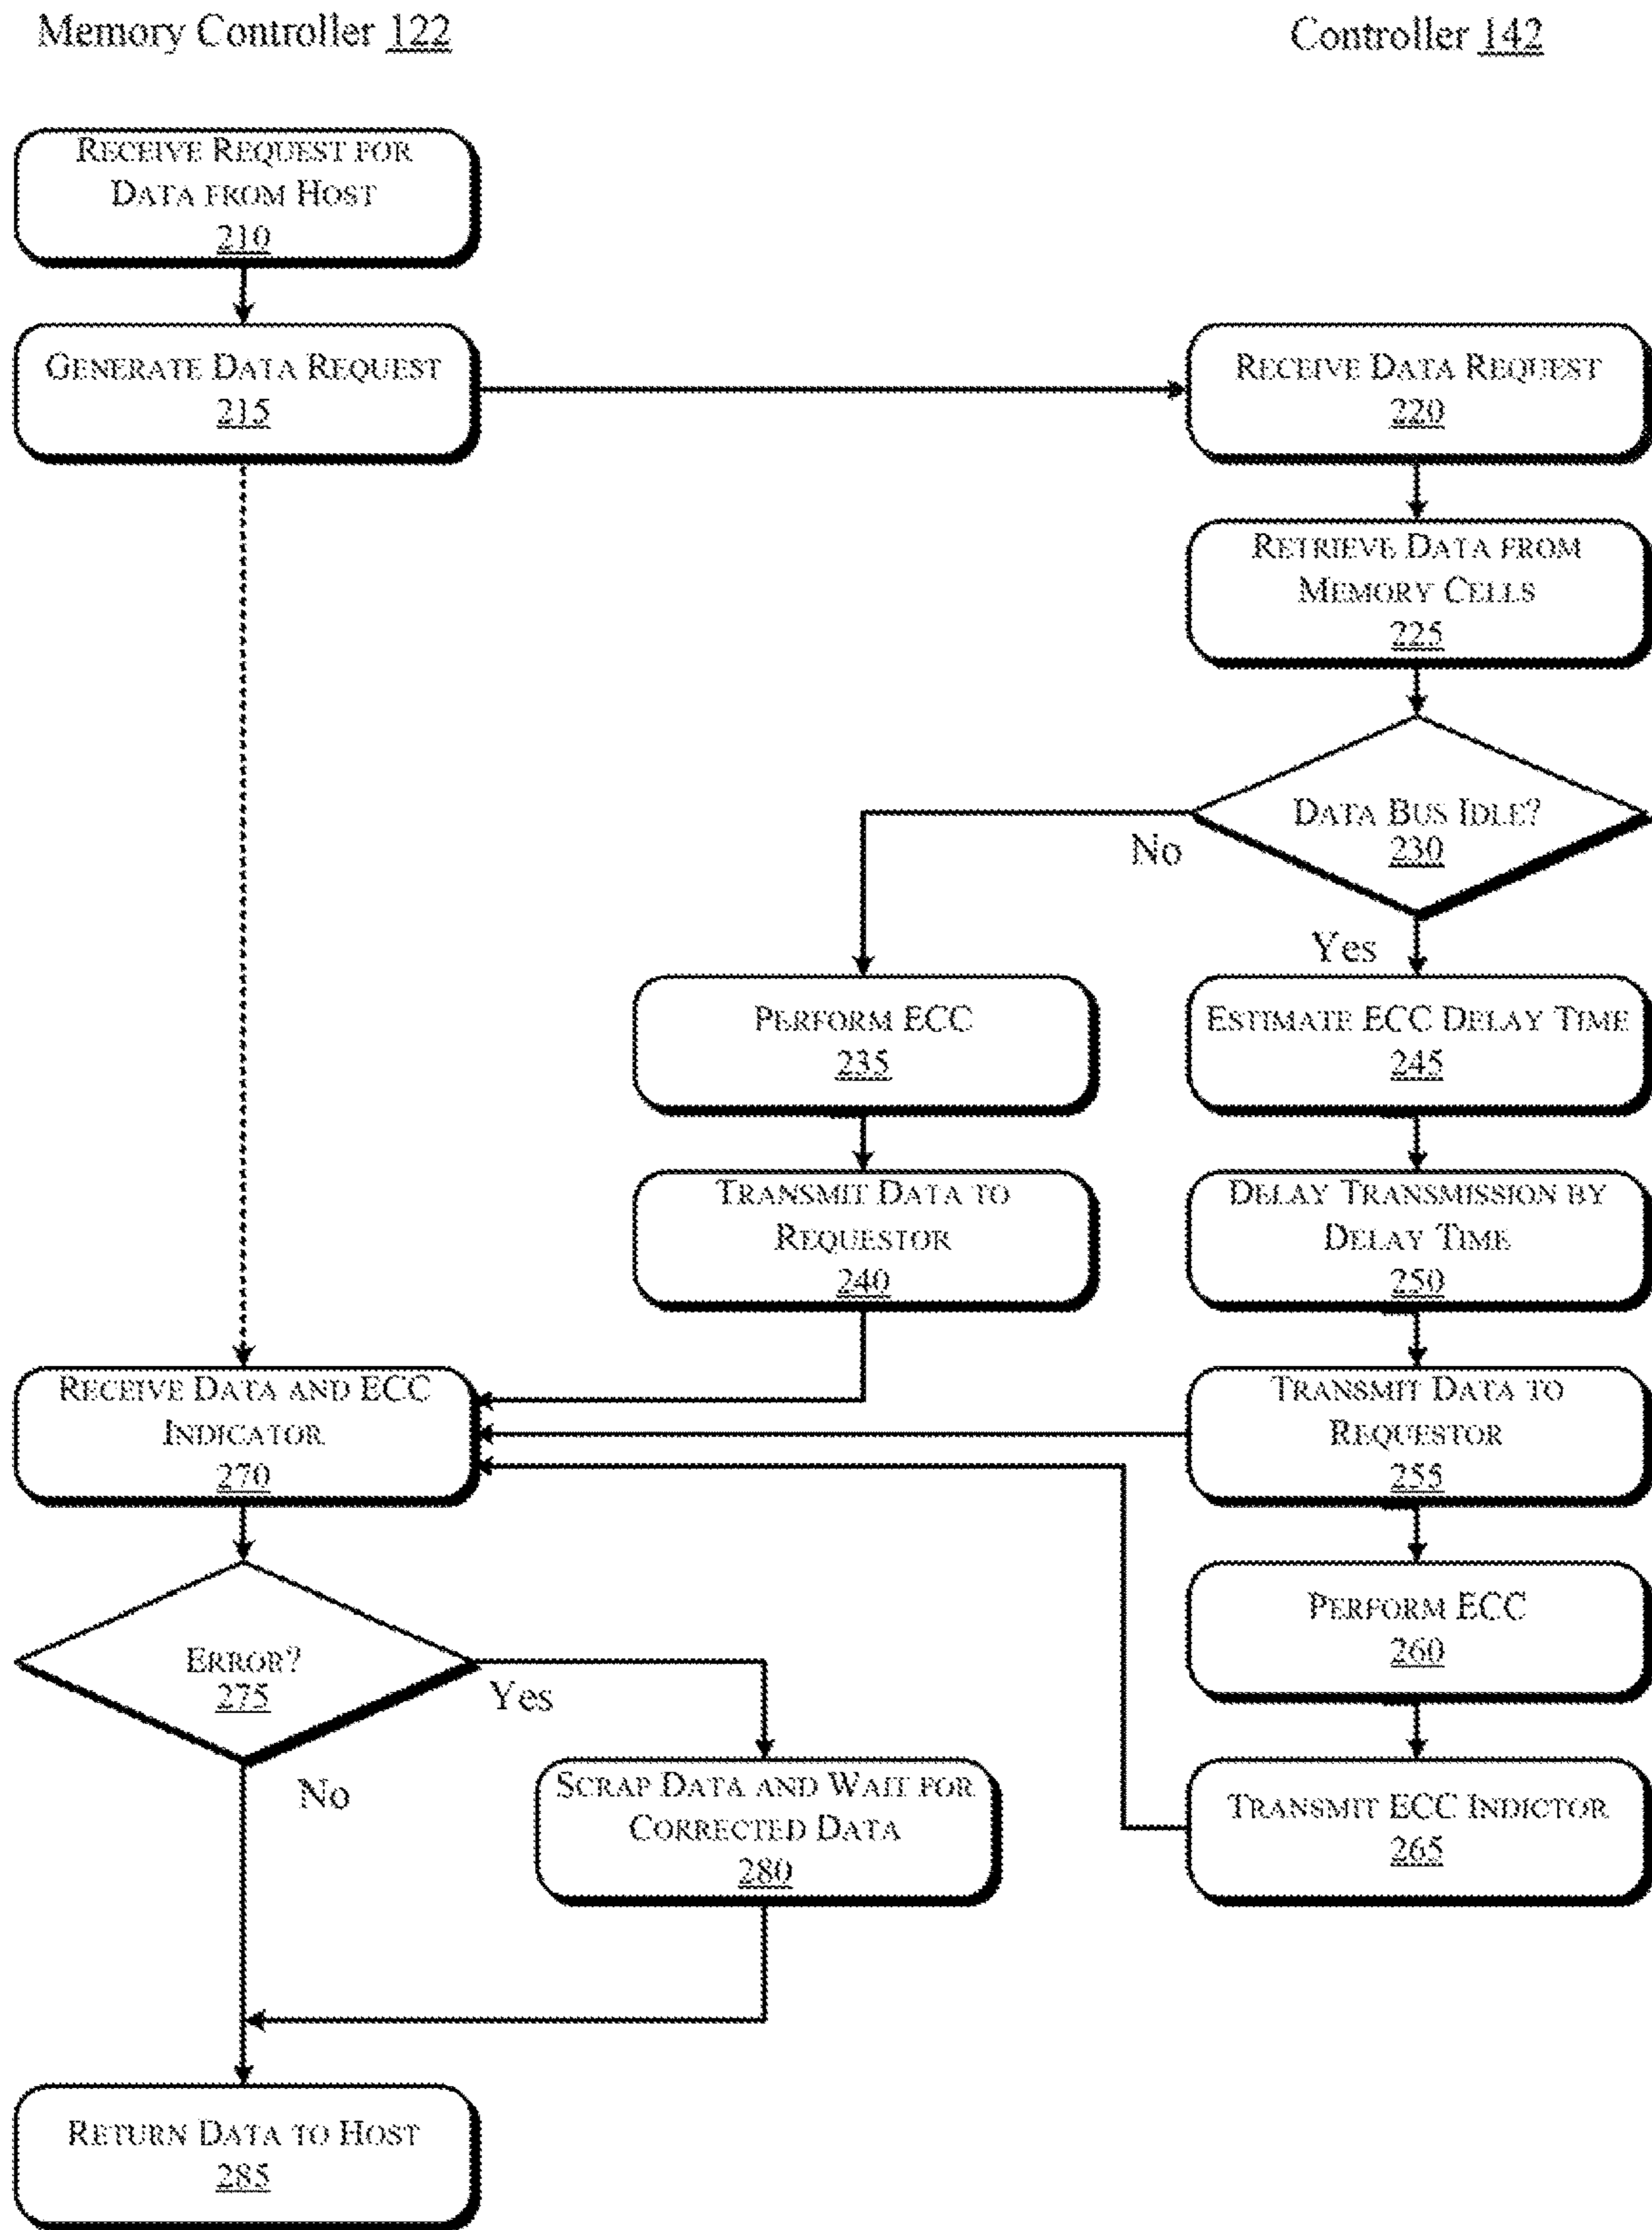 Memory Controller 122
Controller 142
RECEIVE REQUEST FOR
DATA FROM HOST
210
GENERATE DATA REQUEST
215
RECEIVE DATA REQUEST
220
RETRIEVE DATA FROM
MEMORY CELLS
225
DATA BUS IDLE?
230
No
Yes
PERFORM ECC
235
ESTIMATE ECC DELAY TIME
245
TRANSMIT DATA TO
REQUESTOR
240
DELAY TRANSMISSION BY
DELAY TIME
250
RECEIVE DATA AND ECC
INDICATOR
270
TRANSMIT DATA TO
REQUESTOR
255
PERFORM ECC
260
ERROR?
275
Yes
No
SCRAP DATA AND WAIT FOR
CORRECTED DATA
280
TRANSMIT ECC INDICTOR
265
RETURN DATA TO HOST
285